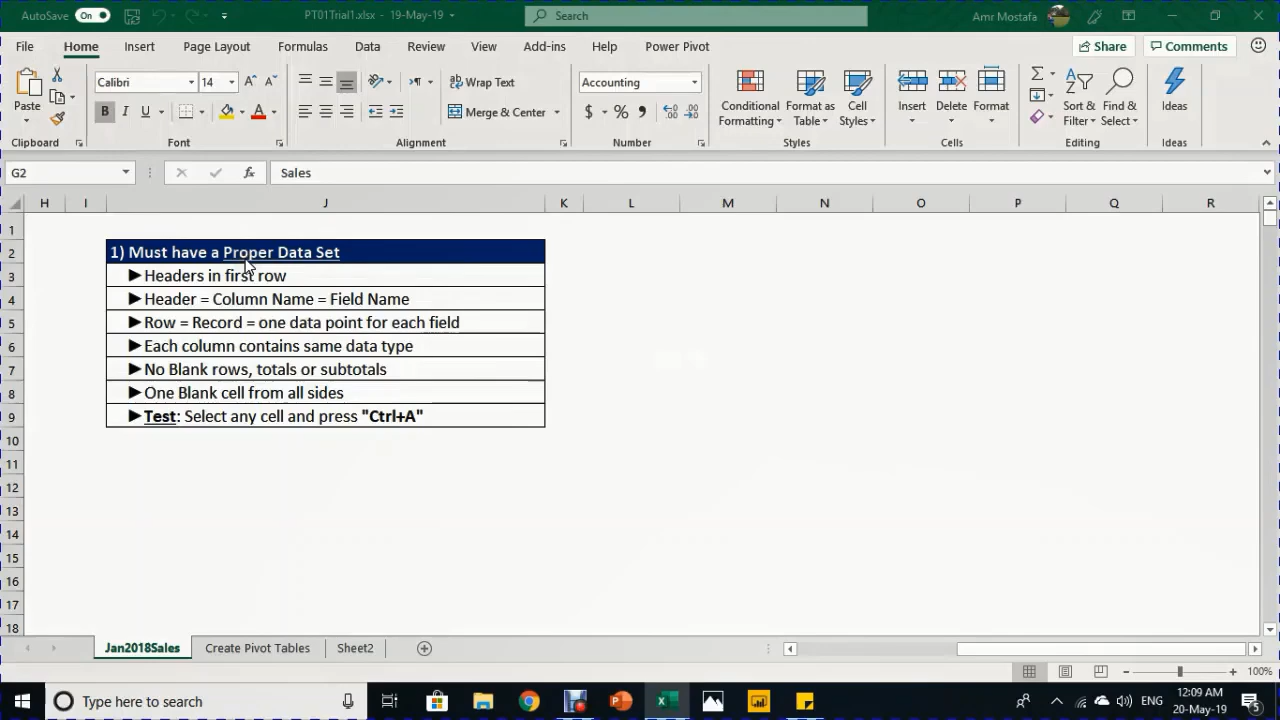 AutoSave On PT01Trial1.xlsx - 19-May-19 Search Amr Mostafa
File Home Insert Page Layout Formulas Data Review View Add-ins Help Power Pivot Share Comments
Calibri 14 Wrap Text Accounting
Paste B I U Merge & Center $ % Conditional Formatting Format as Table Cell Styles Insert Delete Format Sort & Filter Find & Select Ideas
Clipboard Font Alignment Number Styles Cells Editing Ideas
G2 fx Sales
H I J K L M N O P Q R
1
2 1) Must have a Proper Data Set
3 ►Headers in first row
4 ►Header = Column Name = Field Name
5 ►Row = Record = one data point for each field
6 ►Each column contains same data type
7 ►No Blank rows, totals or subtotals
8 ►One Blank cell from all sides
9 ►Test: Select any cell and press "Ctrl+A"
10
11
12
13
14
15
16
17
18
Jan2018Sales Create Pivot Tables Sheet2
100%
Type here to search ENG 12:09 AM
20-May-19 5